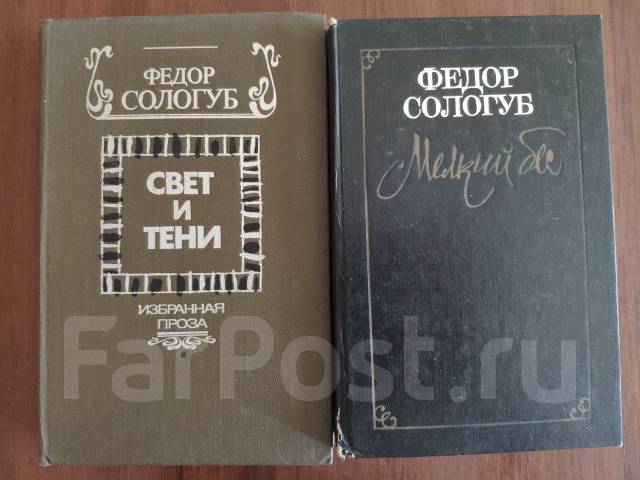 ФЕДОР
СОЛОГУБ
СВЕТ
И
ТЕНИ
ИЗБРАННАЯ
ПРОЗА
ФЕДОР
СОЛОГУБ
Мелкий бес
FarPost.ru